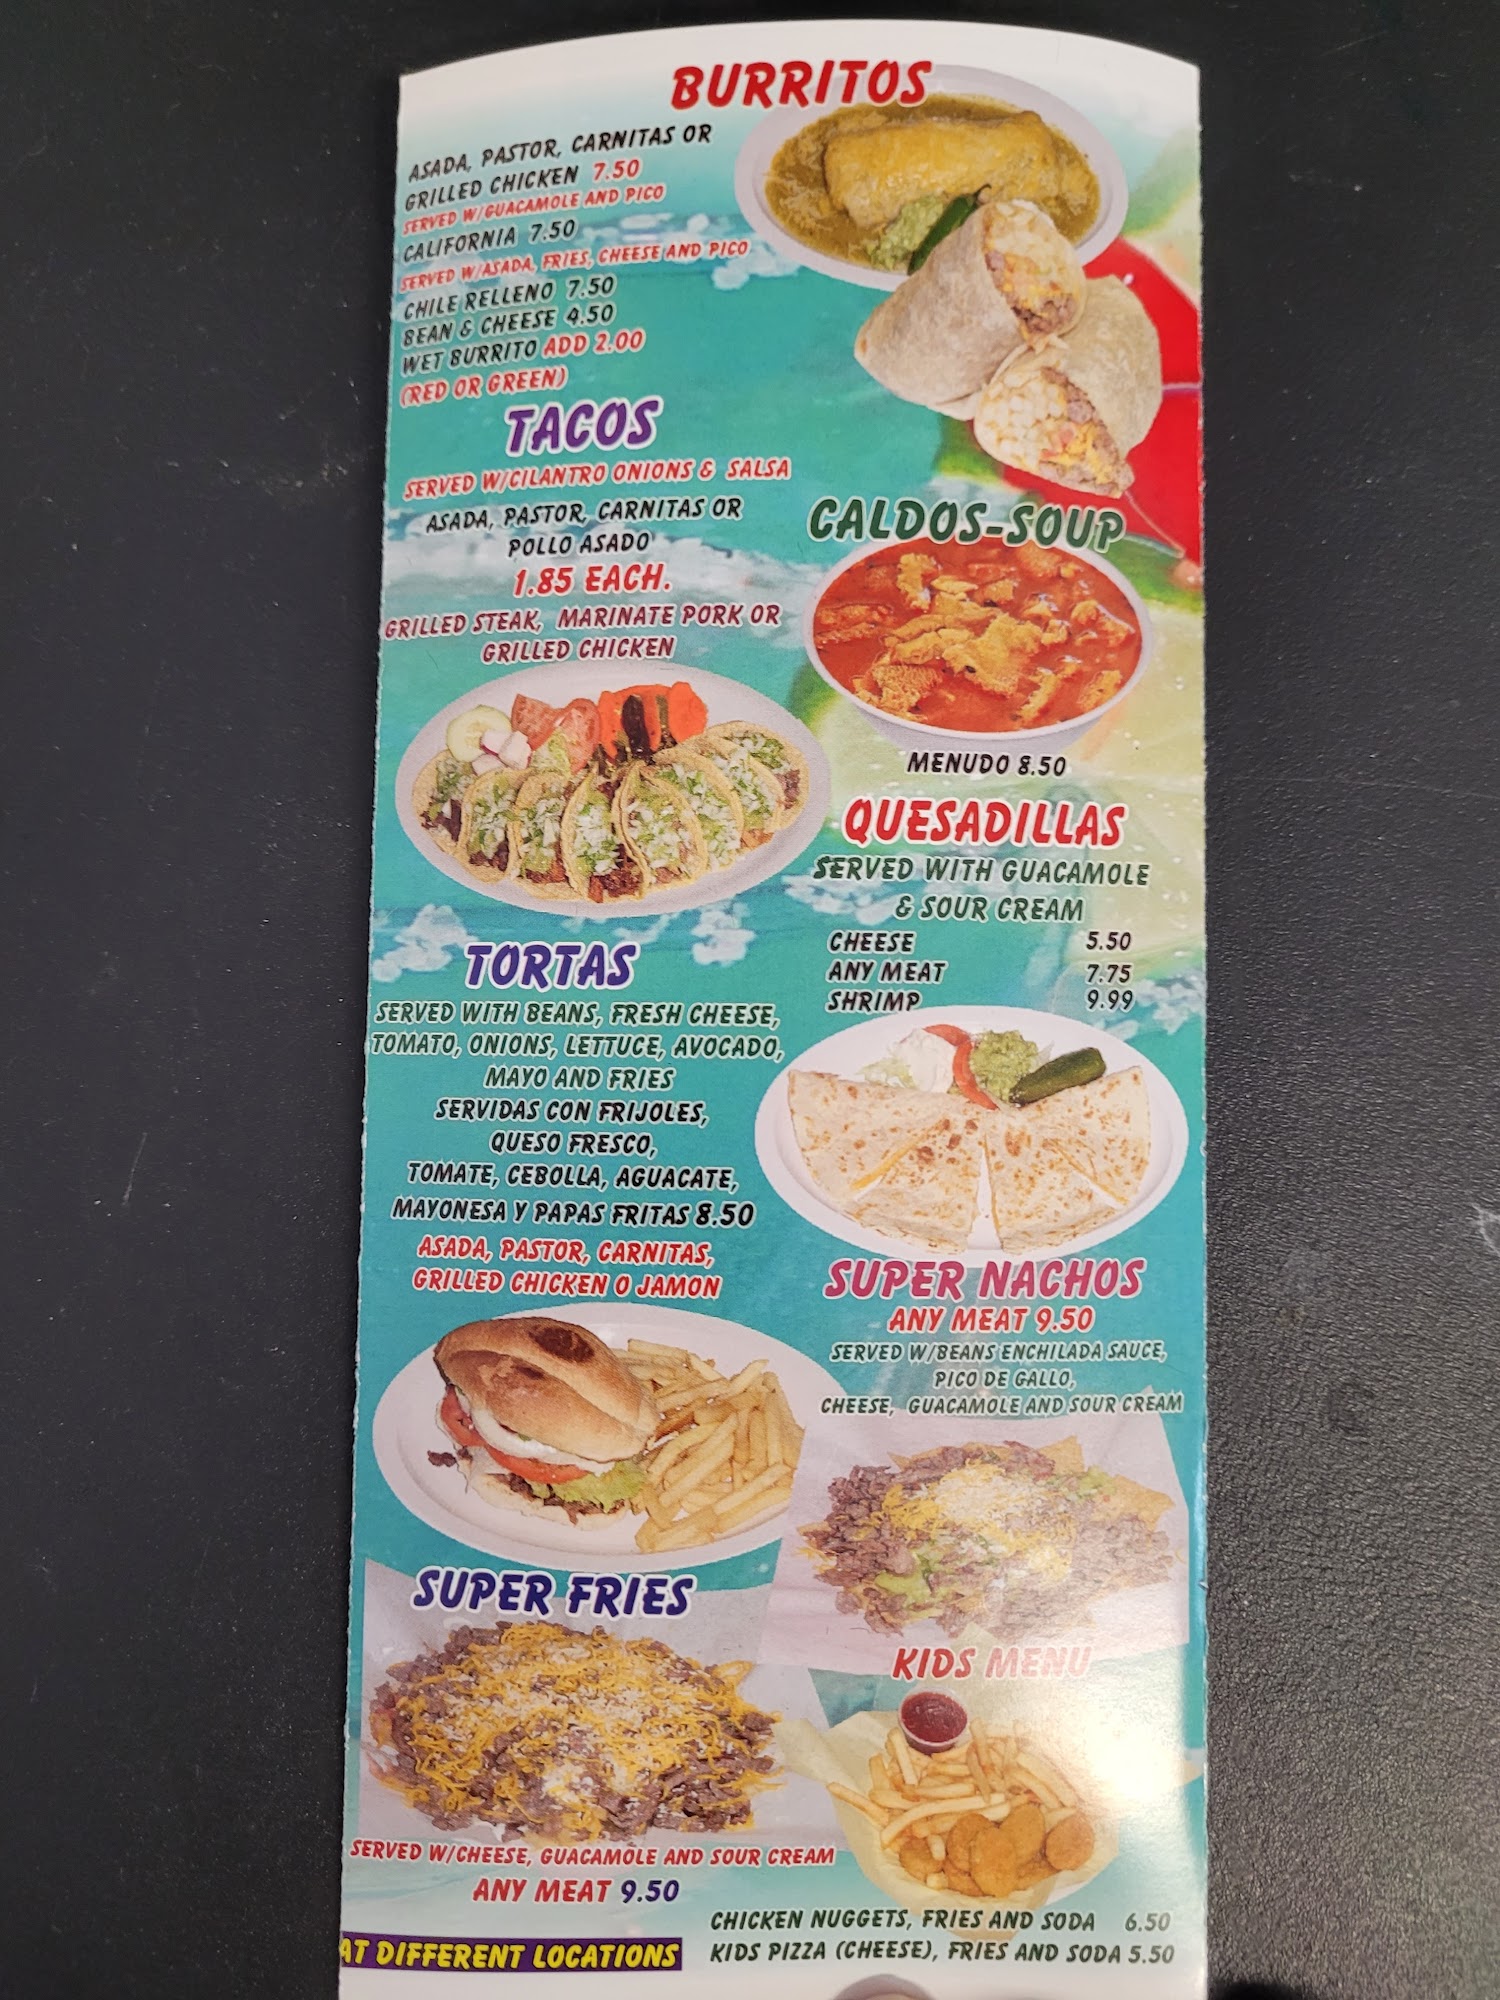 BURRITOS
ASADA, PASTOR, CARNITAS OR
GRILLED CHICKEN 7.50
SERVED W/GUACAMOLE AND PICO
CALIFORNIA 7.50
SERVED W/ASADA, FRIES, CHEESE AND PICO
CHILE RELLENO 7.50
BEAN & CHEESE 4.50
WET BURRITO ADD 2.00
(RED OR GREEN)
TACOS
SERVED W/CILANTRO ONIONS & SALSA
ASADA, PASTOR, CARNITAS OR
POLLO ASADO
1.85 EACH.
GRILLED STEAK, MARINATE PORK OR
GRILLED CHICKEN
TORTAS
SERVED WITH BEANS, FRESH CHEESE,
TOMATO, ONIONS, LETTUCE, AVOCADO,
MAYO AND FRIES
SERVIDAS CON FRIJOLES,
QUESO FRESCO,
TOMATE, CEBOLLA, AGUACATE,
MAYONESA Y PAPAS FRITAS 8.50
ASADA, PASTOR, CARNITAS,
GRILLED CHICKEN O JAMON
SUPER FRIES
SERVED W/CHEESE, GUACAMOLE AND SOUR CREAM
ANY MEAT 9.50
AT DIFFERENT LOCATIONS
CALDOS-SOUP
MENUDO 8.50
QUESADILLAS
SERVED WITH GUACAMOLE
& SOUR CREAM
CHEESE 5.50
ANY MEAT 7.75
SHRIMP 9.99
SUPER NACHOS
ANY MEAT 9.50
SERVED W/BEANS ENCHILADA SAUCE,
PICO DE GALLO,
CHEESE, GUACAMOLE AND SOUR CREAM
KIDS MENU
CHICKEN NUGGETS, FRIES AND SODA 6.50
KIDS PIZZA (CHEESE), FRIES AND SODA 5.50